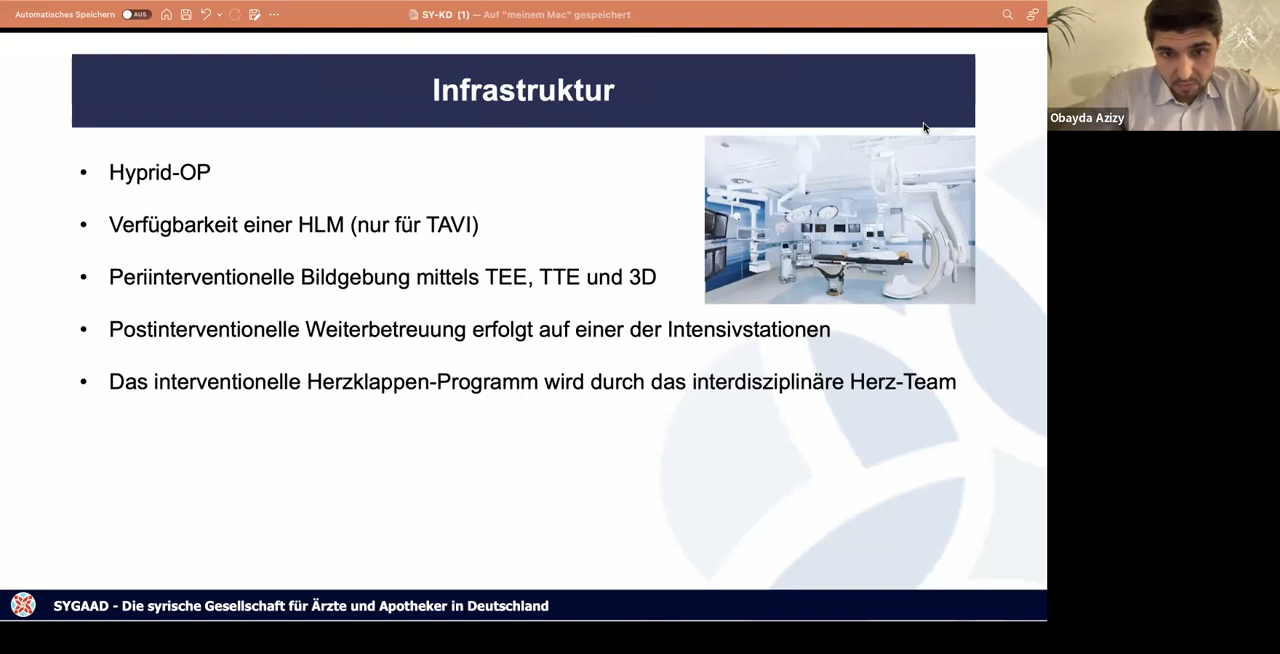 Automatisches Speichern AUS
SY-KD (1) — Auf "meinem Mac" gespeichert
Infrastruktur
• Hyprid-OP
• Verfügbarkeit einer HLM (nur für TAVI)
• Periinterventionelle Bildgebung mittels TEE, TTE und 3D
• Postinterventionelle Weiterbetreuung erfolgt auf einer der Intensivstationen
• Das interventionelle Herzklappen-Programm wird durch das interdisziplinäre Herz-Team
SYGAAD - Die syrische Gesellschaft für Ärzte und Apotheker in Deutschland
Obayda Azizy